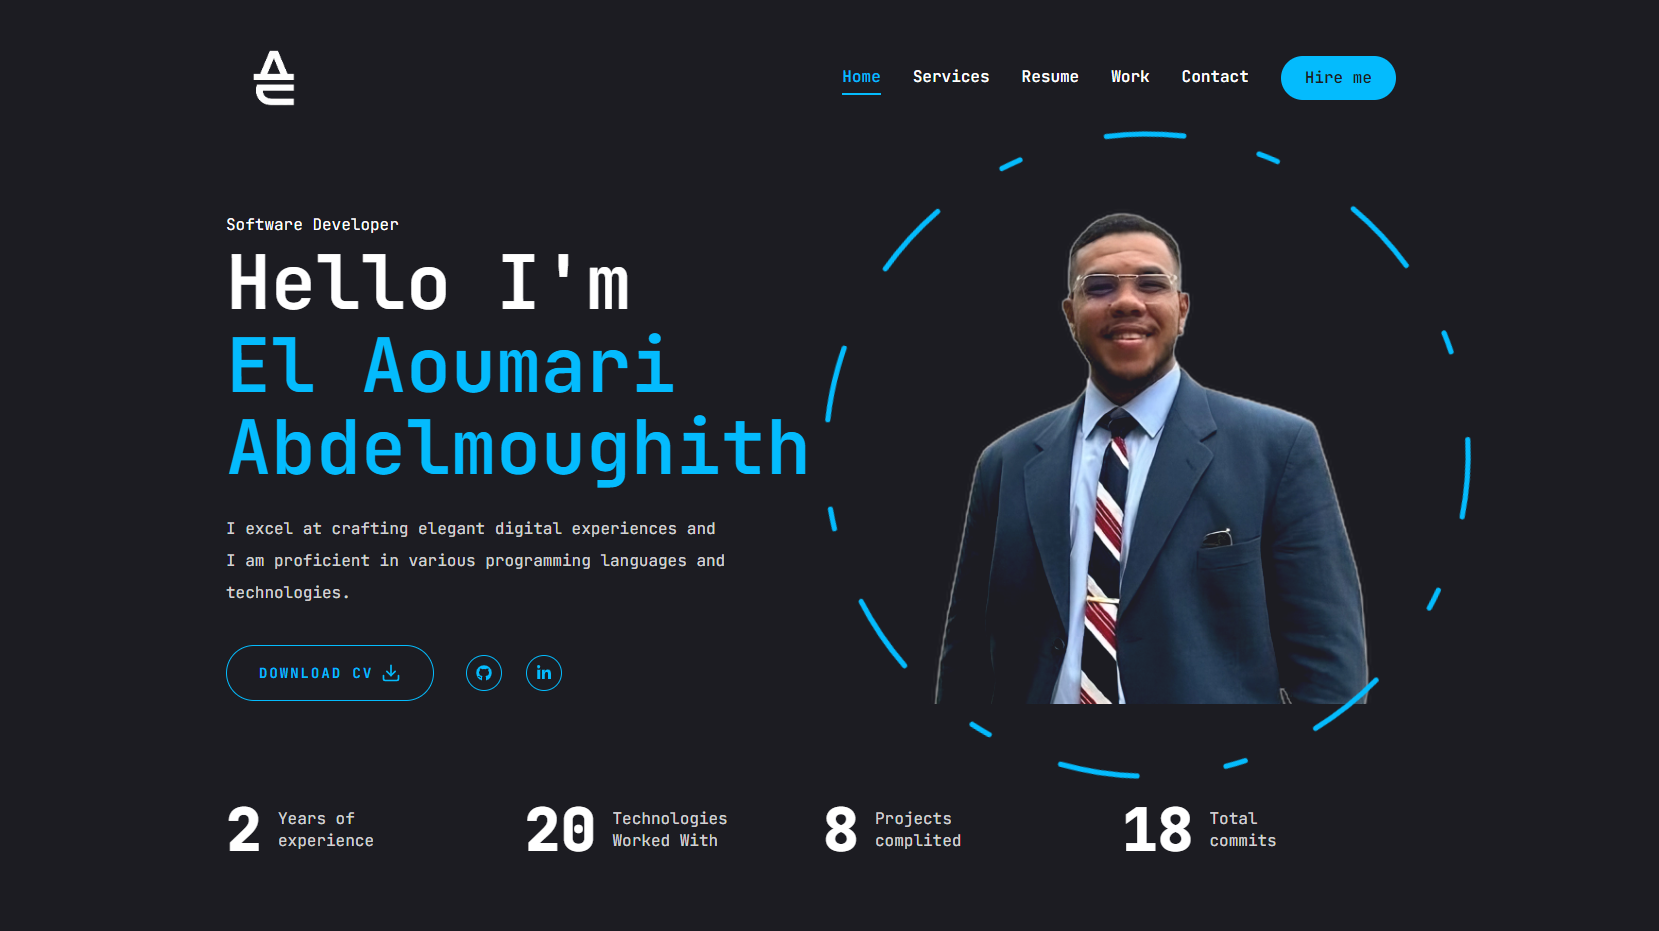 Home Services Resume Work Contact Hire me
Software Developer
Hello I'm
El Aoumari
Abdelmoughith
I excel at crafting elegant digital experiences and
I am proficient in various programming languages and
technologies.
DOWNLOAD CV
in
2 Years of
experience
20 Technologies
Worked With
8 Projects
complited
18 Total
commits